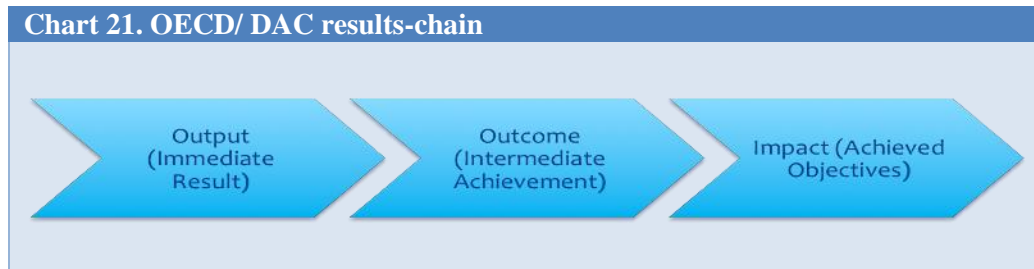 Chart 21. OECD/ DAC results-chain
Output
(Immediate
Result)
Outcome
(Intermediate
Achievement)
Impact (Achieved
Objectives)